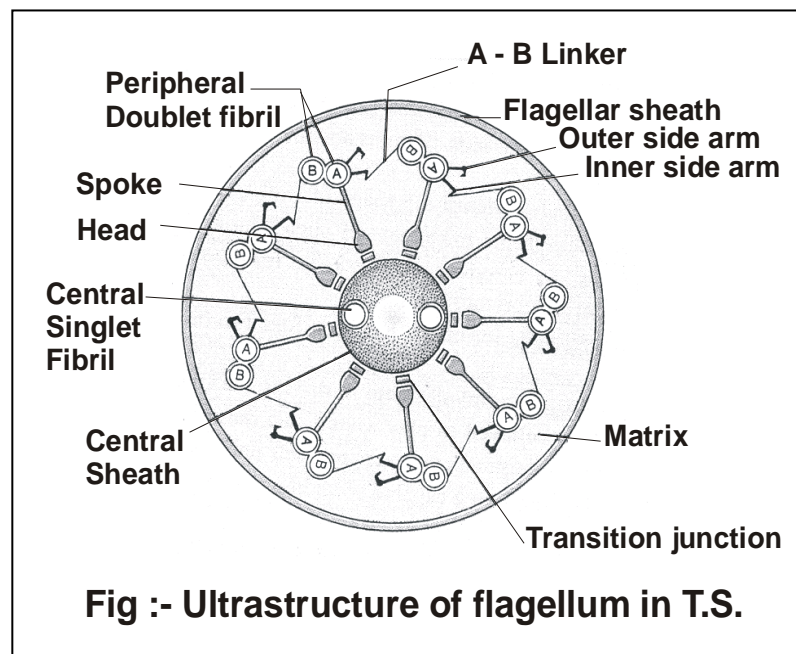 A - B Linker
Peripheral
Doublet fibril
Flagellar sheath
Outer side arm
Inner side arm
Spoke
Head
Central
Singlet
Fibril
Central
Sheath
Matrix
Transition junction
B A
B A
B A
B A
B A
B A
B A
B A
B A
Fig :- Ultrastructure of flagellum in T.S.